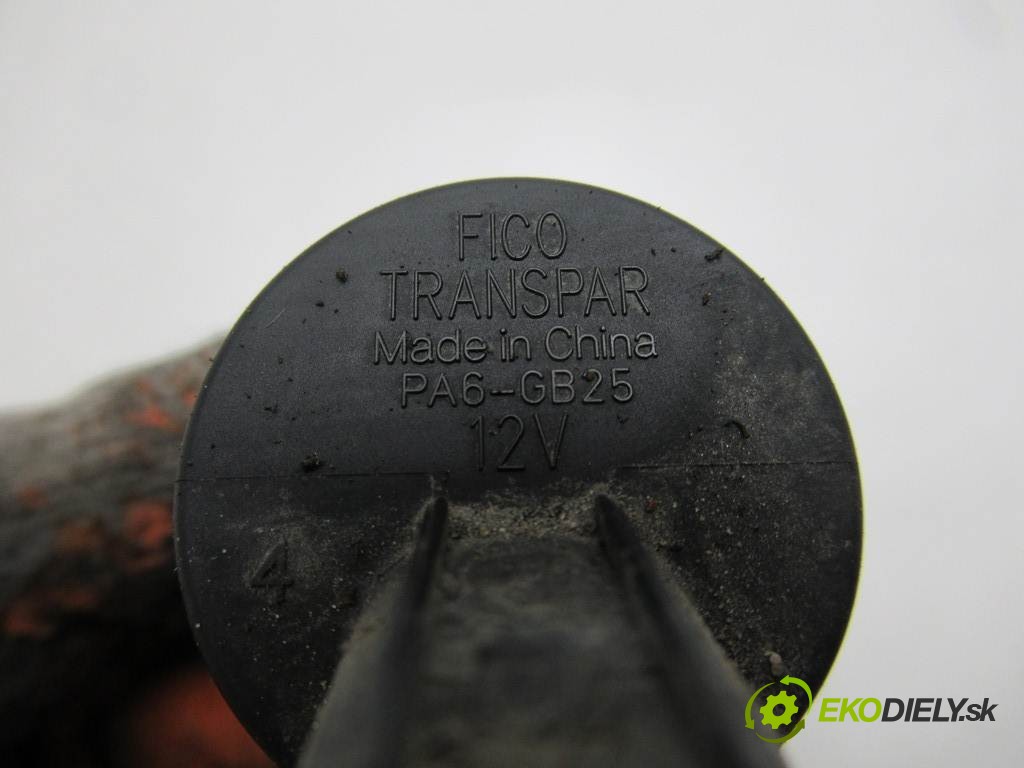 FICO
TRANSPAR
Made in China
PA6-GB25
12V
4
EKODIELY.sk